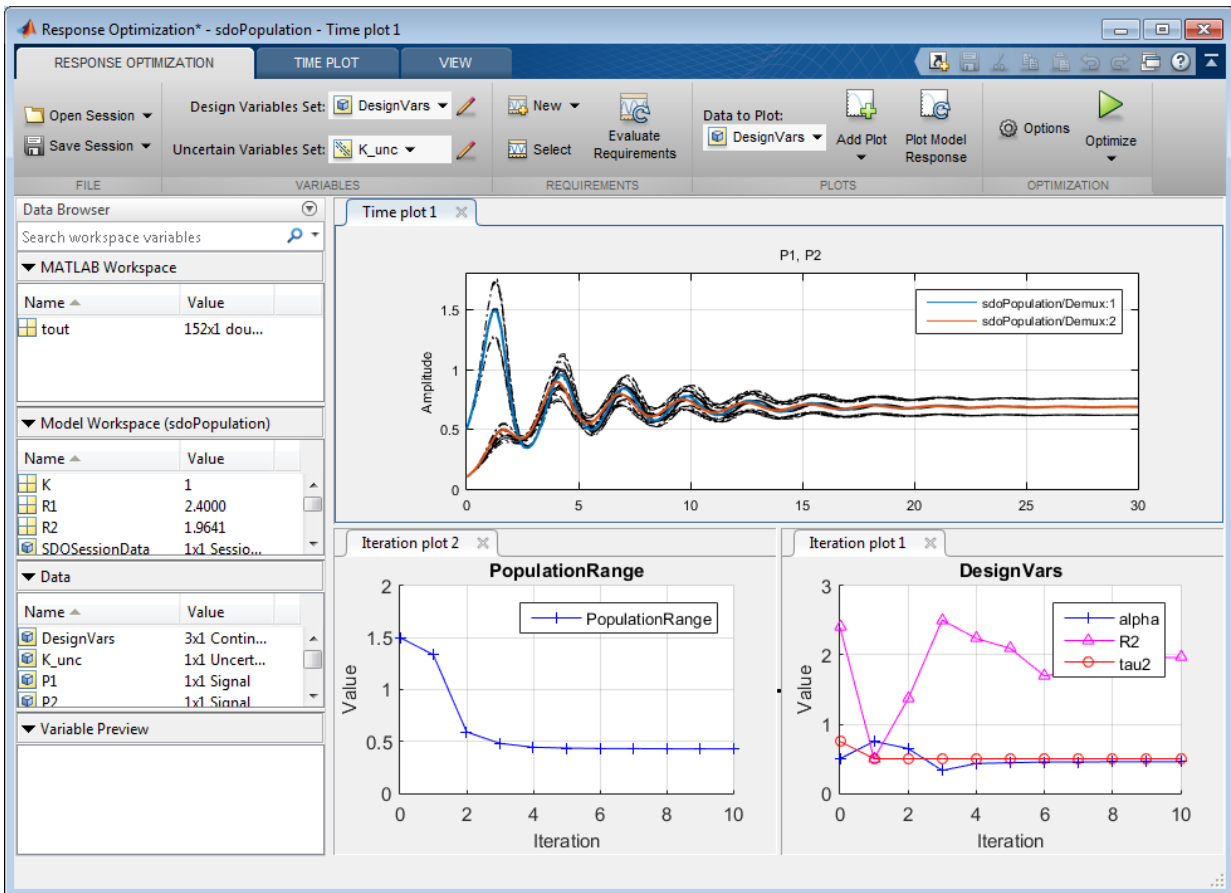 Response Optimization* - sdoPopulation - Time plot 1
RESPONSE OPTIMIZATION TIME PLOT VIEW
Open Session
Save Session
FILE
Design Variables Set: DesignVars
Uncertain Variables Set: K_unc
VARIABLES
New
Select
Evaluate
Requirements
REQUIREMENTS
Data to Plot:
DesignVars
Add Plot
Plot Model
Response
PLOTS
Options
Optimize
OPTIMIZATION
Data Browser
Search workspace variables
MATLAB Workspace
Name Value
tout 152x1 dou...
Model Workspace (sdoPopulation)
Name Value
K 1
R1 2.4000
R2 1.9641
SDOSessionData 1x1 Sessio...
Data
Name Value
DesignVars 3x1 Contin...
K_unc 1x1 Uncert...
P1 1x1 Signal
P2 1x1 Signal
Variable Preview
Time plot 1
P1, P2
Amplitude
1.5
1
0.5
0
0 5 10 15 20 25 30
sdoPopulation/Demux:1
sdoPopulation/Demux:2
Iteration plot 2
PopulationRange
Value
2
1.5
1
0.5
0
0 2 4 6 8 10
Iteration
PopulationRange
Iteration plot 1
DesignVars
Value
3
2
1
0
0 2 4 6 8 10
Iteration
alpha
R2
tau2